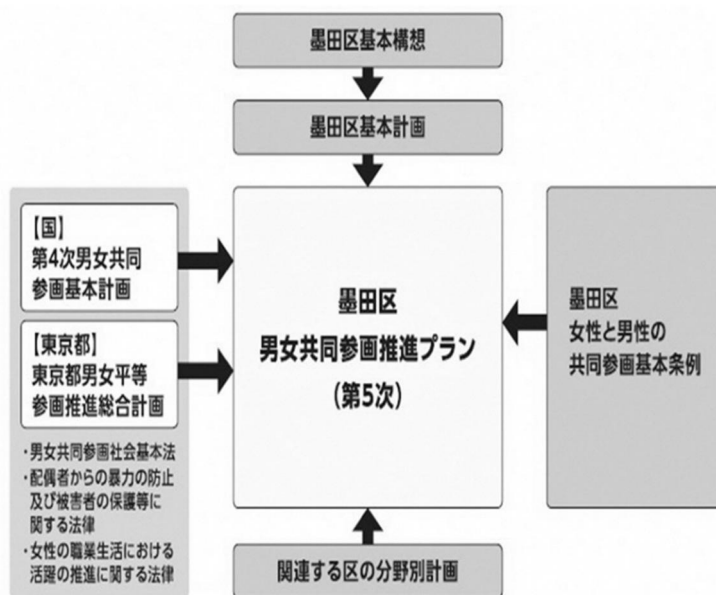 墨田区基本構想
墨田区基本計画
【国】
第4次男女共同
参画基本計画
【東京都】
東京都男女平等
参画推進総合計画
・男女共同参画社会基本法
・配偶者からの暴力の防止
及び被害者の保護等に
関する法律
・女性の職業生活における
活躍の推進に関する法律
墨田区
男女共同参画推進プラン
(第5次)
墨田区
女性と男性の
共同参画基本条例
関連する区の分野別計画